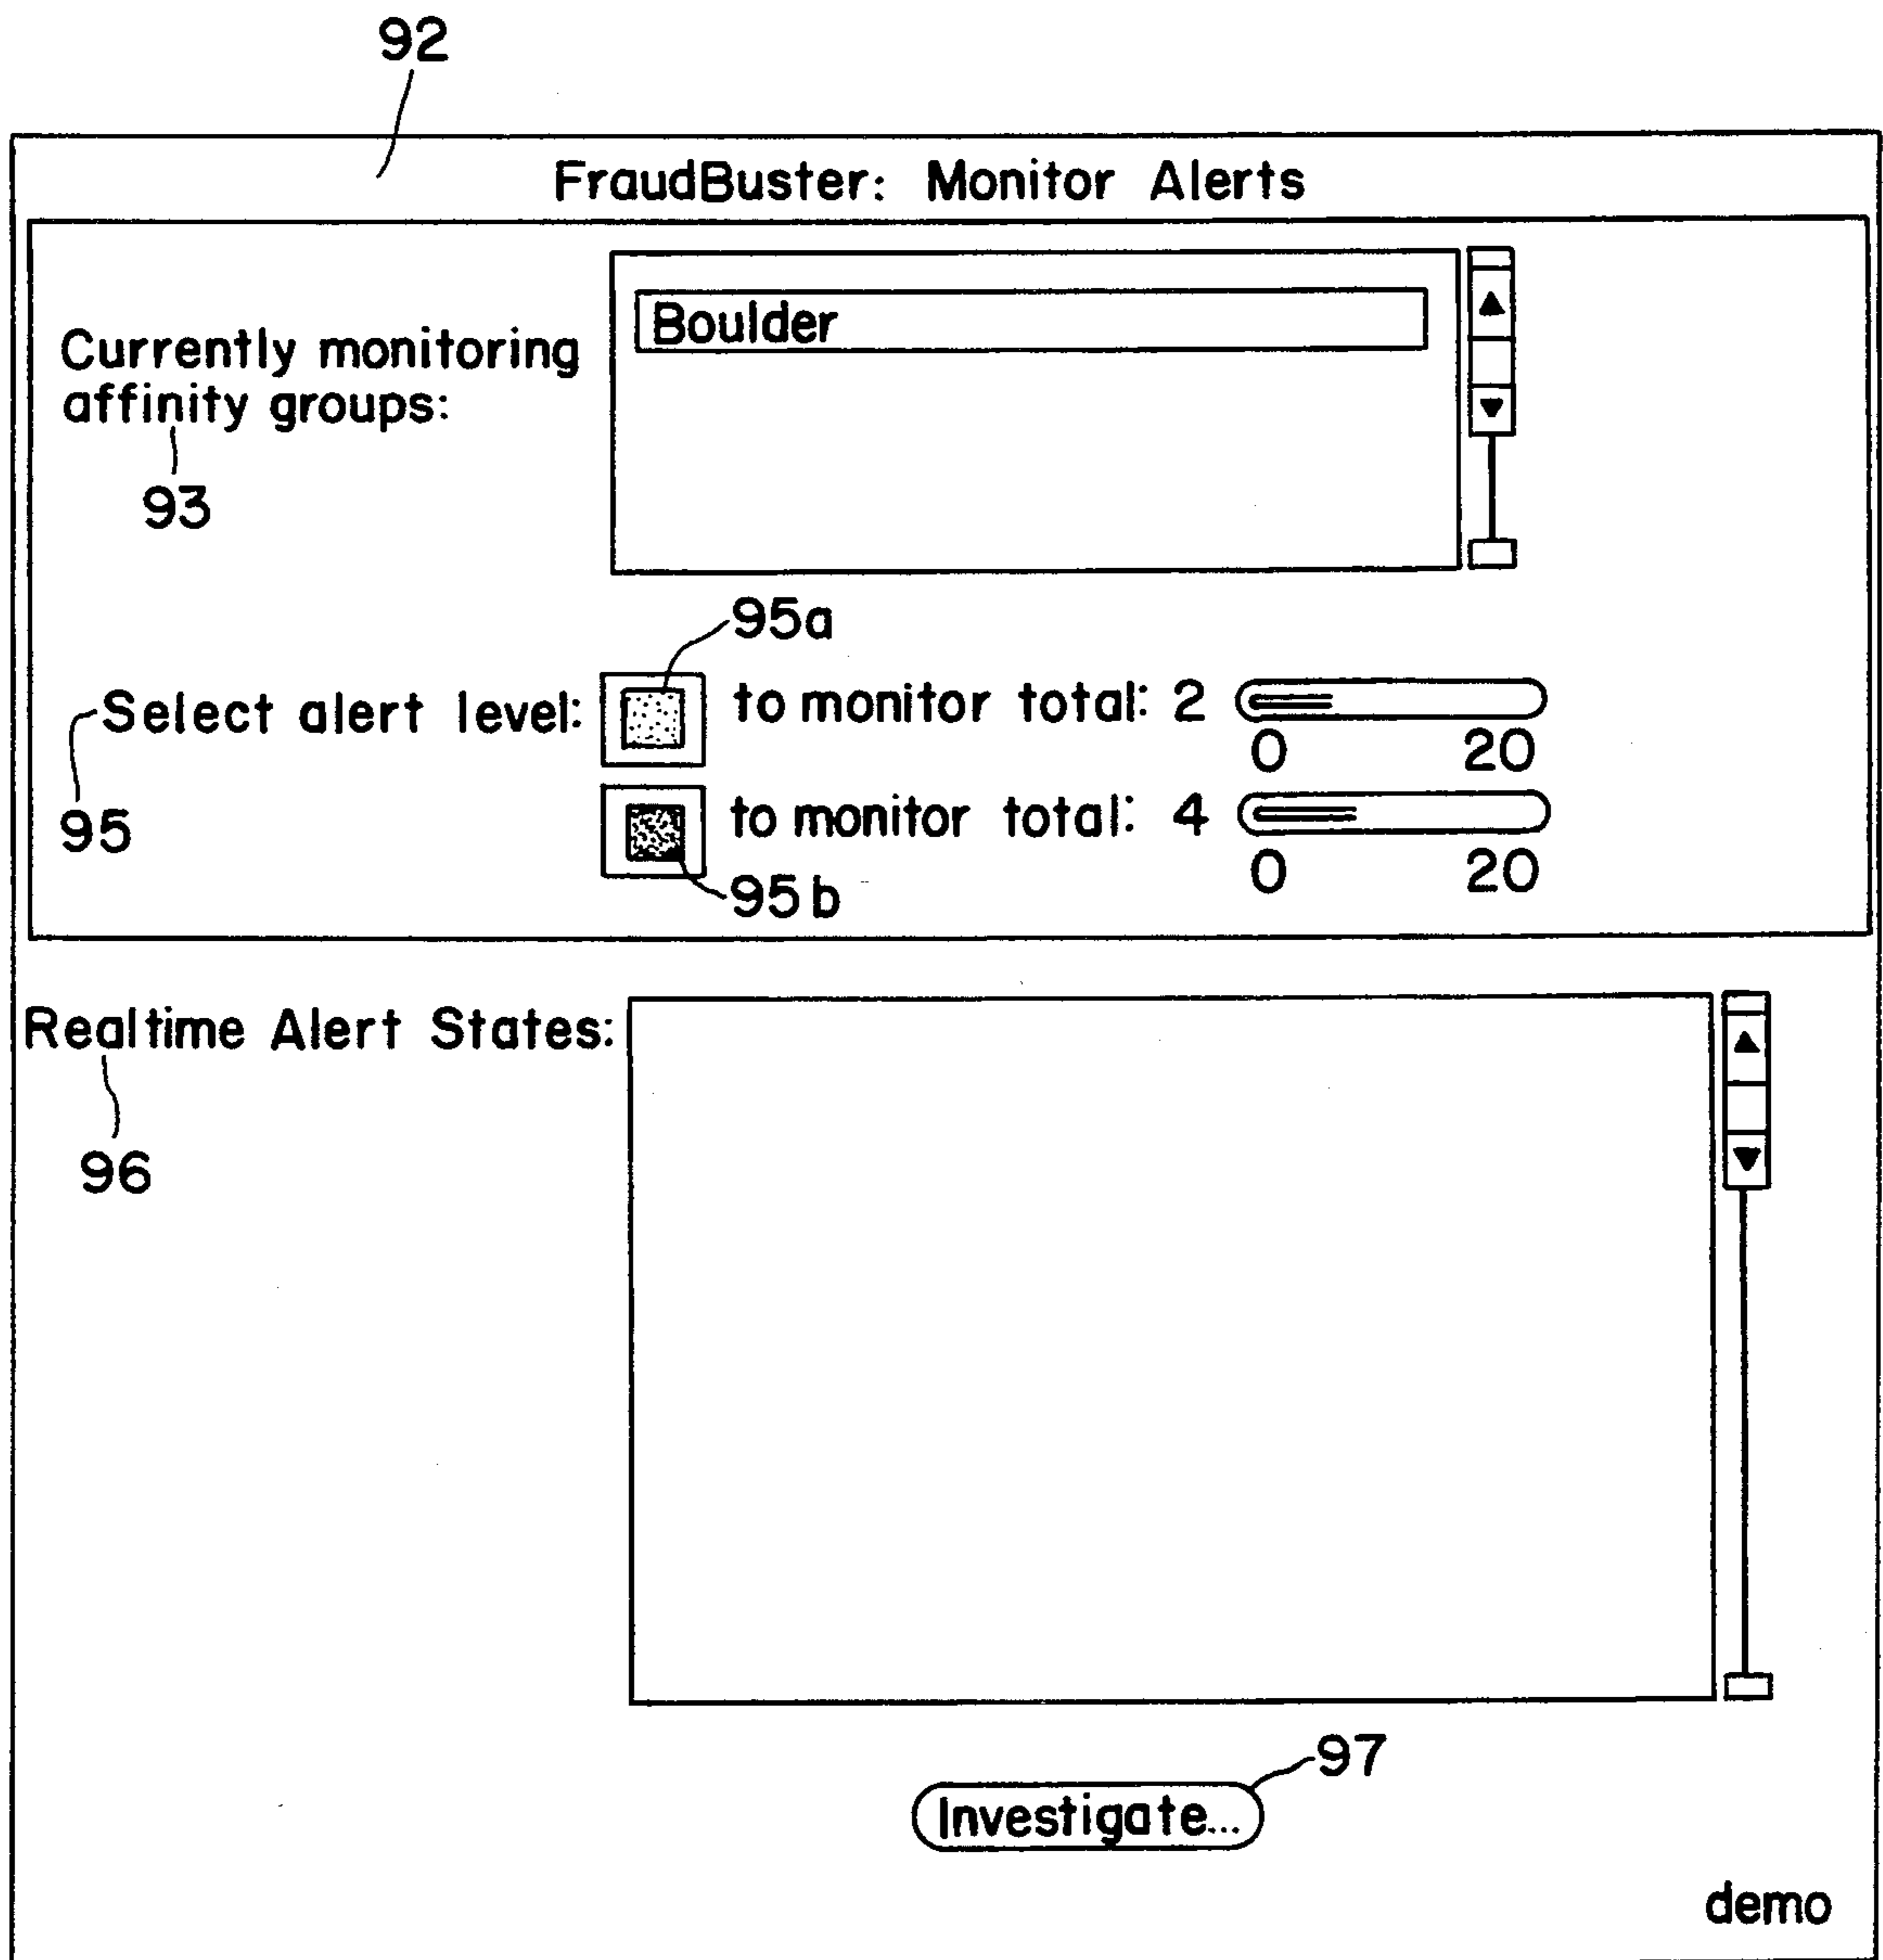 92
FraudBuster: Monitor Alerts
Boulder
Currently monitoring
affinity groups:
93
95a
Select alert level: to monitor total: 2
0 20
95
to monitor total: 4
0 20
95b
Realtime Alert States:
96
97
Investigate...
demo